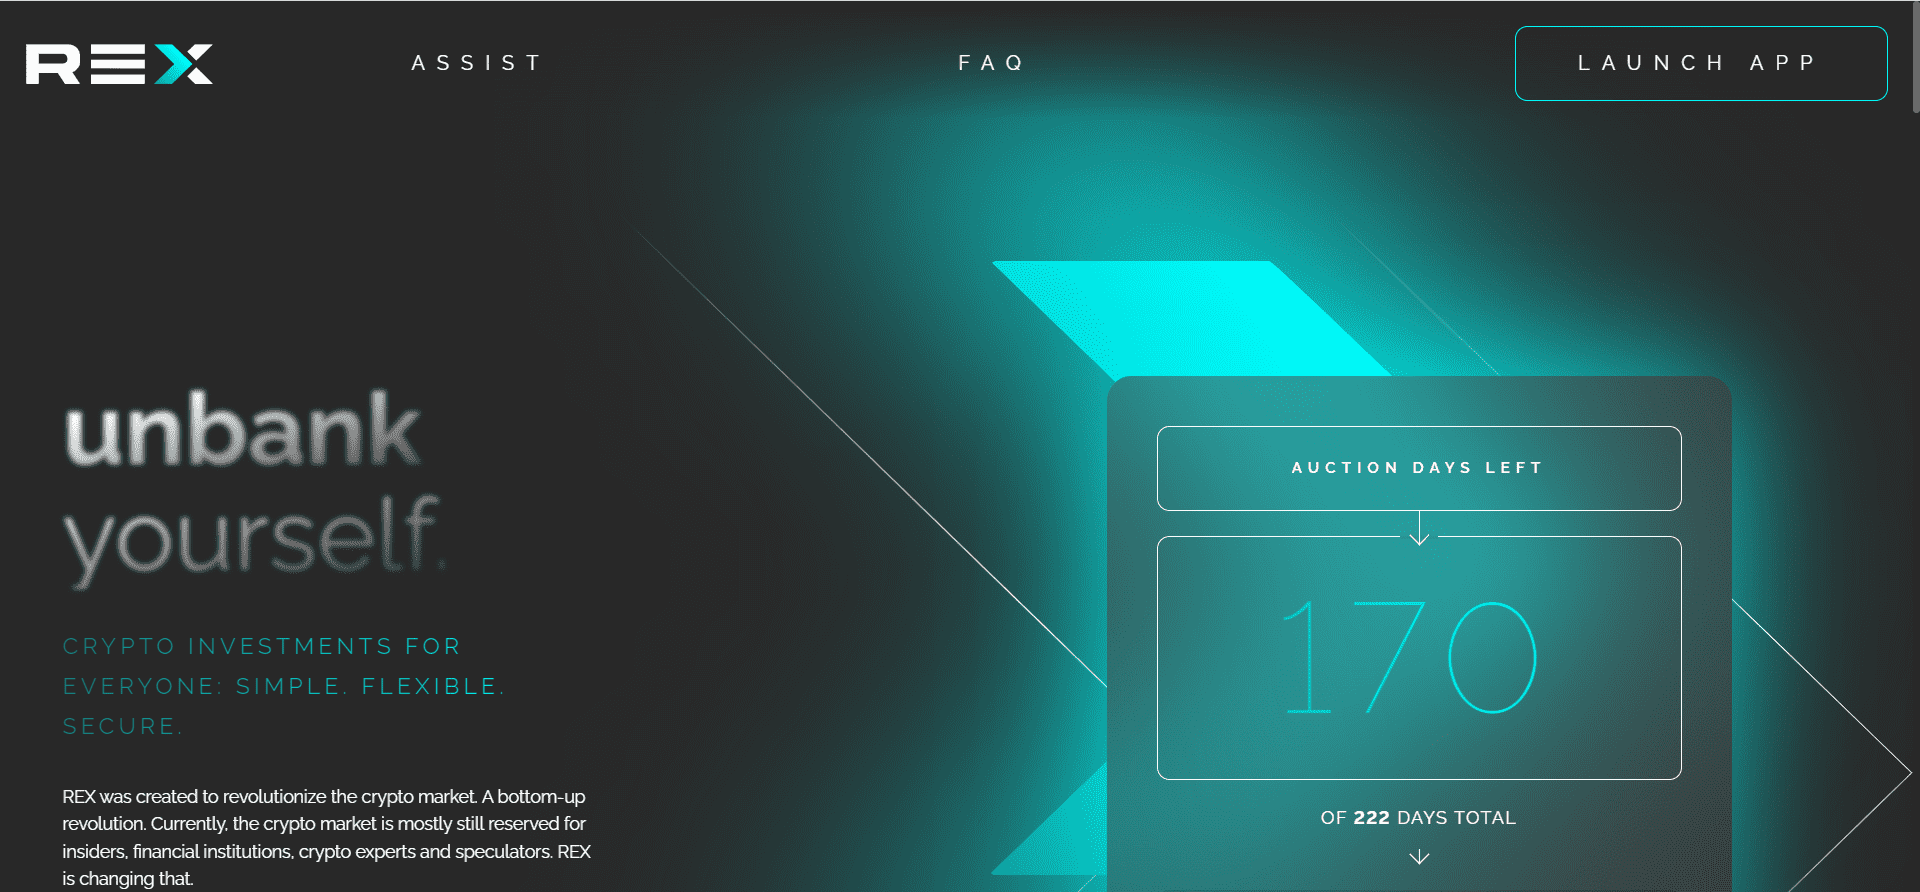 REX
ASSIST
FAQ
LAUNCH APP
unbank
yourself.
CRYPTO INVESTMENTS FOR
EVERYONE: SIMPLE. FLEXIBLE.
SECURE.
REX was created to revolutionize the crypto market. A bottom-up
revolution. Currently, the crypto market is mostly still reserved for
insiders, financial institutions, crypto experts and speculators. REX
is changing that.
AUCTION DAYS LEFT
170
OF 222 DAYS TOTAL